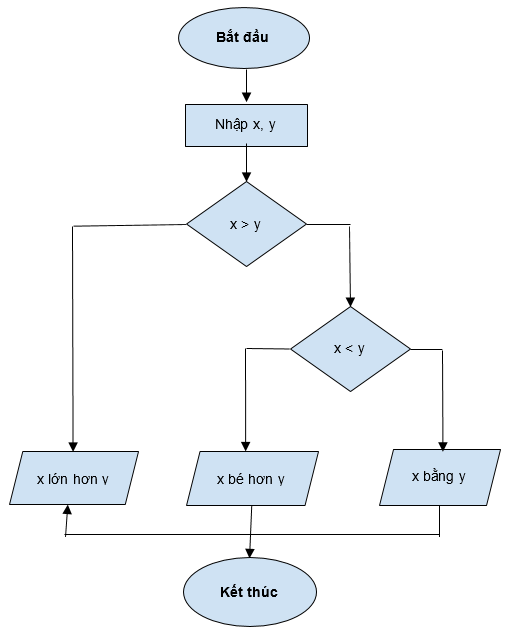 Bắt đầu
Nhập x, y
x > y
x < y
x lớn hơn y
x bé hơn y
x bằng y
Kết thúc